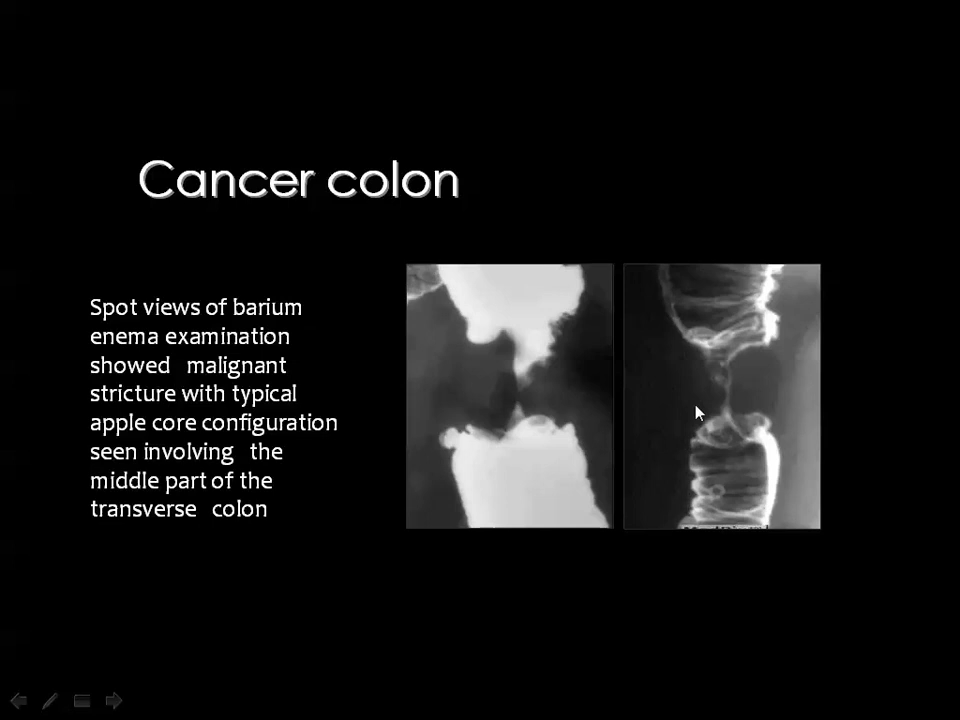 Cancer colon
Spot views of barium
enema examination
showed malignant
stricture with typical
apple core configuration
seen involving the
middle part of the
transverse colon